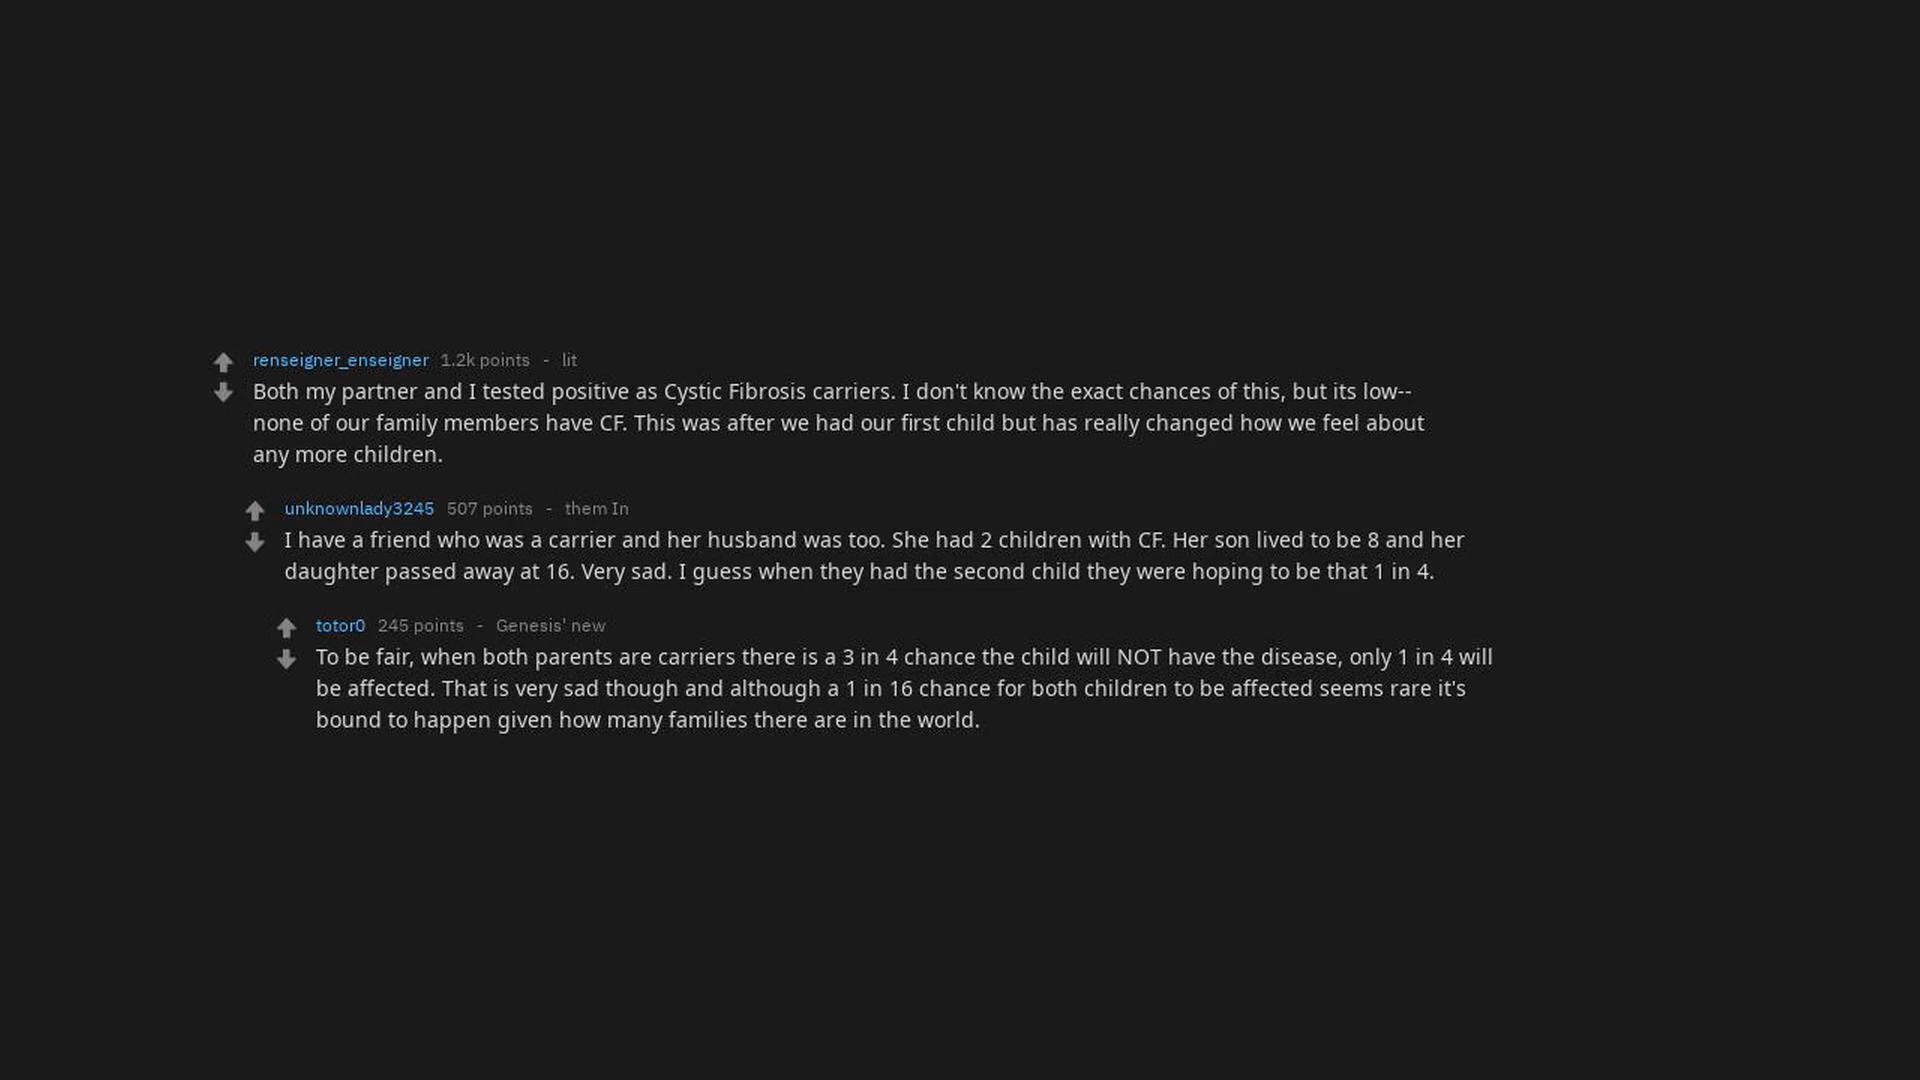 renseigner_enseigner 1.2k points - lit
Both my partner and I tested positive as Cystic Fibrosis carriers. I don't know the exact chances of this, but its low--
none of our family members have CF. This was after we had our first child but has really changed how we feel about
any more children.
unknownlady3245 507 points - them In
I have a friend who was a carrier and her husband was too. She had 2 children with CF. Her son lived to be 8 and her
daughter passed away at 16. Very sad. I guess when they had the second child they were hoping to be that 1 in 4.
totor0 245 points - Genesis' new
To be fair, when both parents are carriers there is a 3 in 4 chance the child will NOT have the disease, only 1 in 4 will
be affected. That is very sad though and although a 1 in 16 chance for both children to be affected seems rare it's
bound to happen given how many families there are in the world.